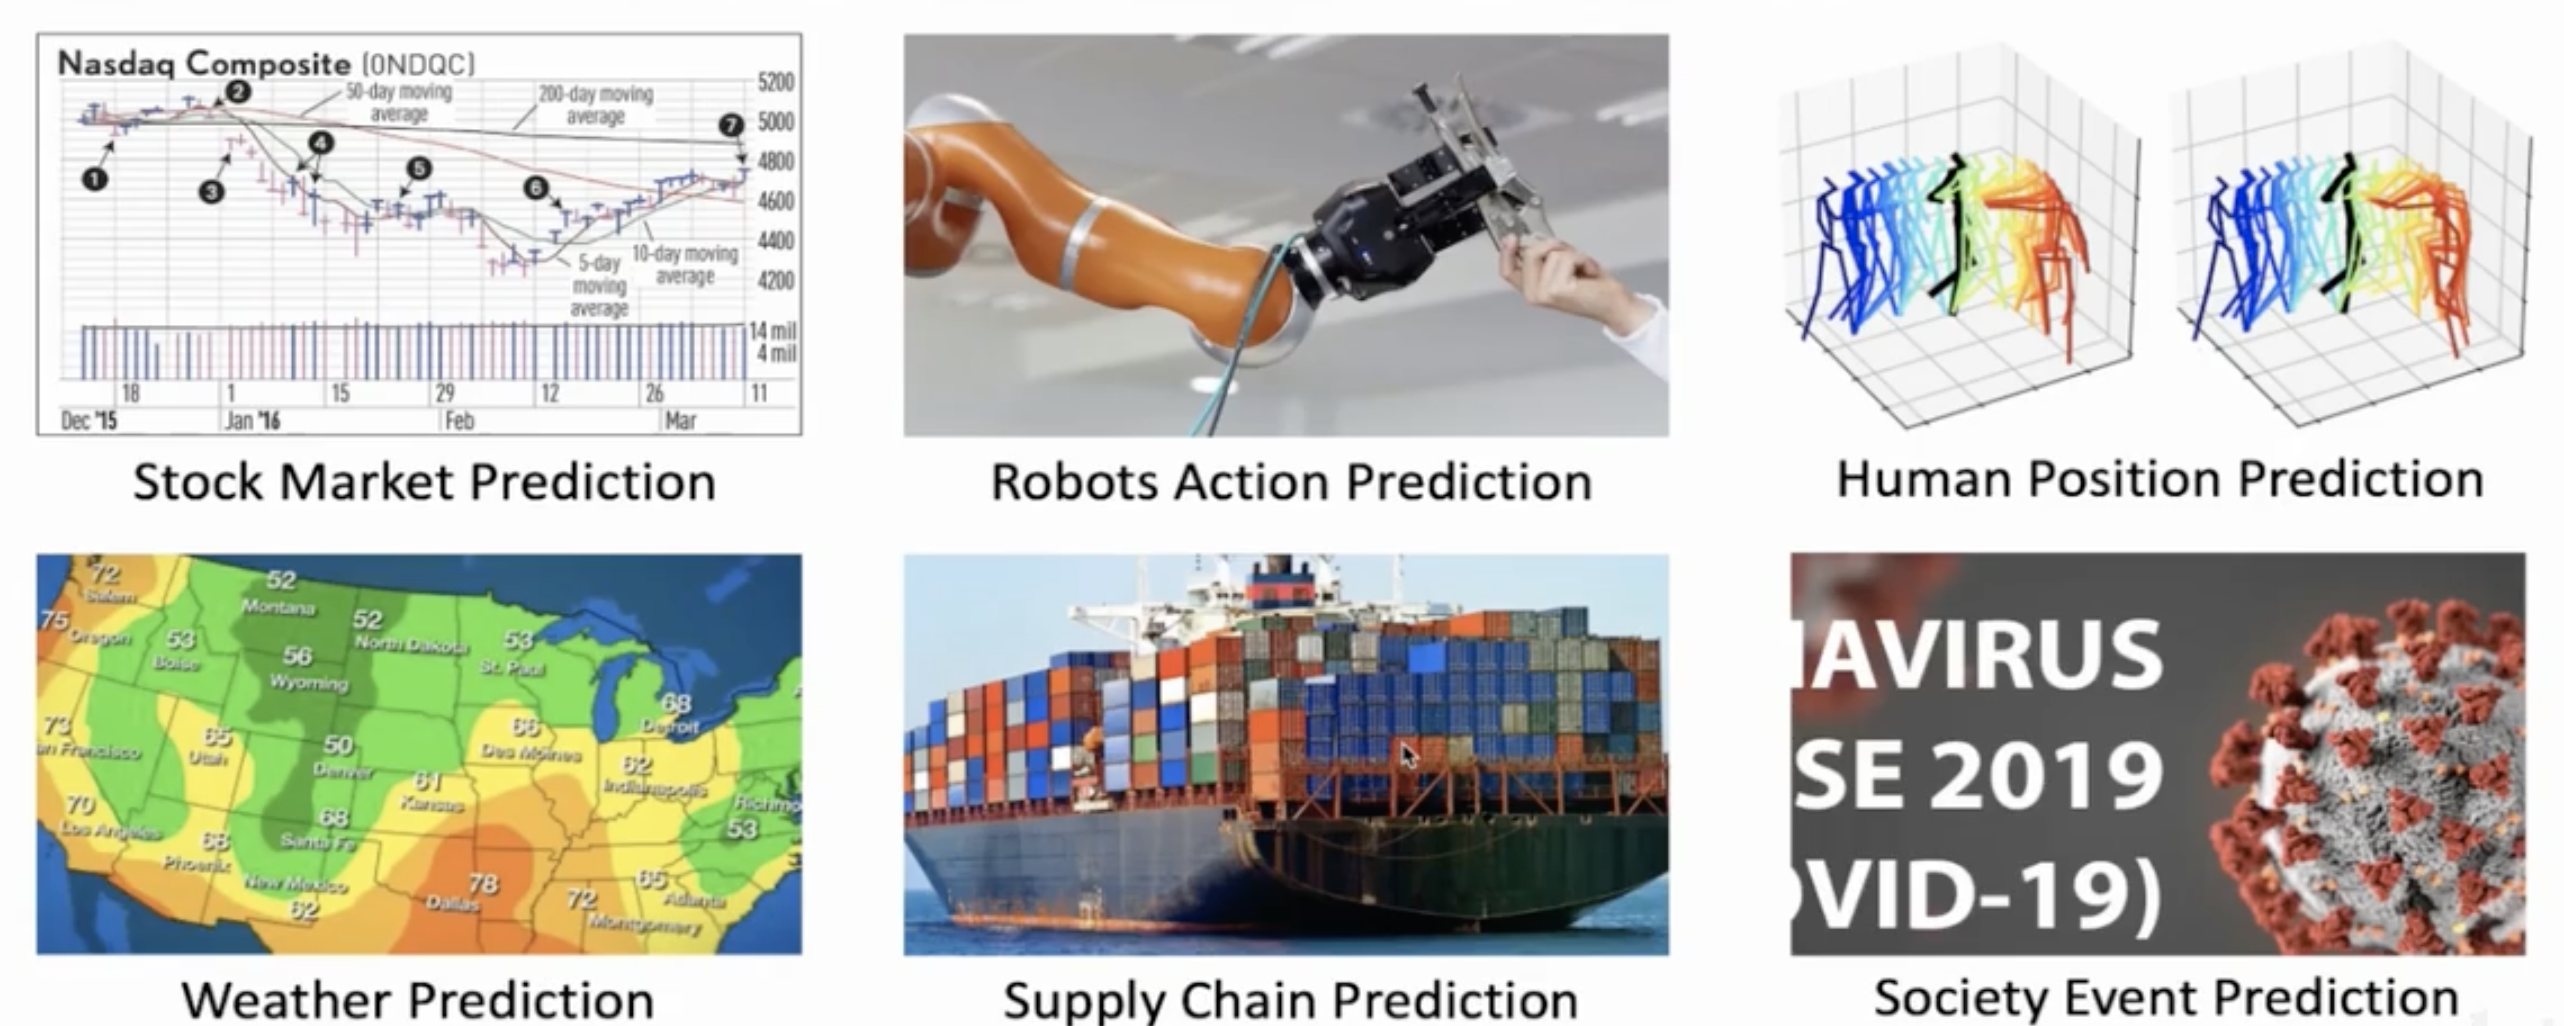 Nasdaq Composite (0NDQC)
5200
2
50-day moving
average
200-day moving
average
5000
7
4
4800
1
3
5
6
4600
4400
10-day moving
average
5-day
moving
average
4200
14 mil
4 mil
18
1
15
29
12
26
11
Dec '15
Jan '16
Feb
Mar
Stock Market Prediction
Robots Action Prediction
Human Position Prediction
72
Salem
52
Montana
75
Oregon
52
North Dakota
53
Boise
53
St. Paul
56
Wyoming
68
Detroit
73
an Francisco
65
Utah
66
Des Moines
50
Denver
62
Indianapolis
61
Kansas
70
Los Angeles
Richmo
53
68
Santa Fe
68
Phoenix
New Mexico
62
78
Dallas
72
Montgomery
65
Atlanta
AVIRUS
SE 2019
OVID-19)
Weather Prediction
Supply Chain Prediction
Society Event Prediction